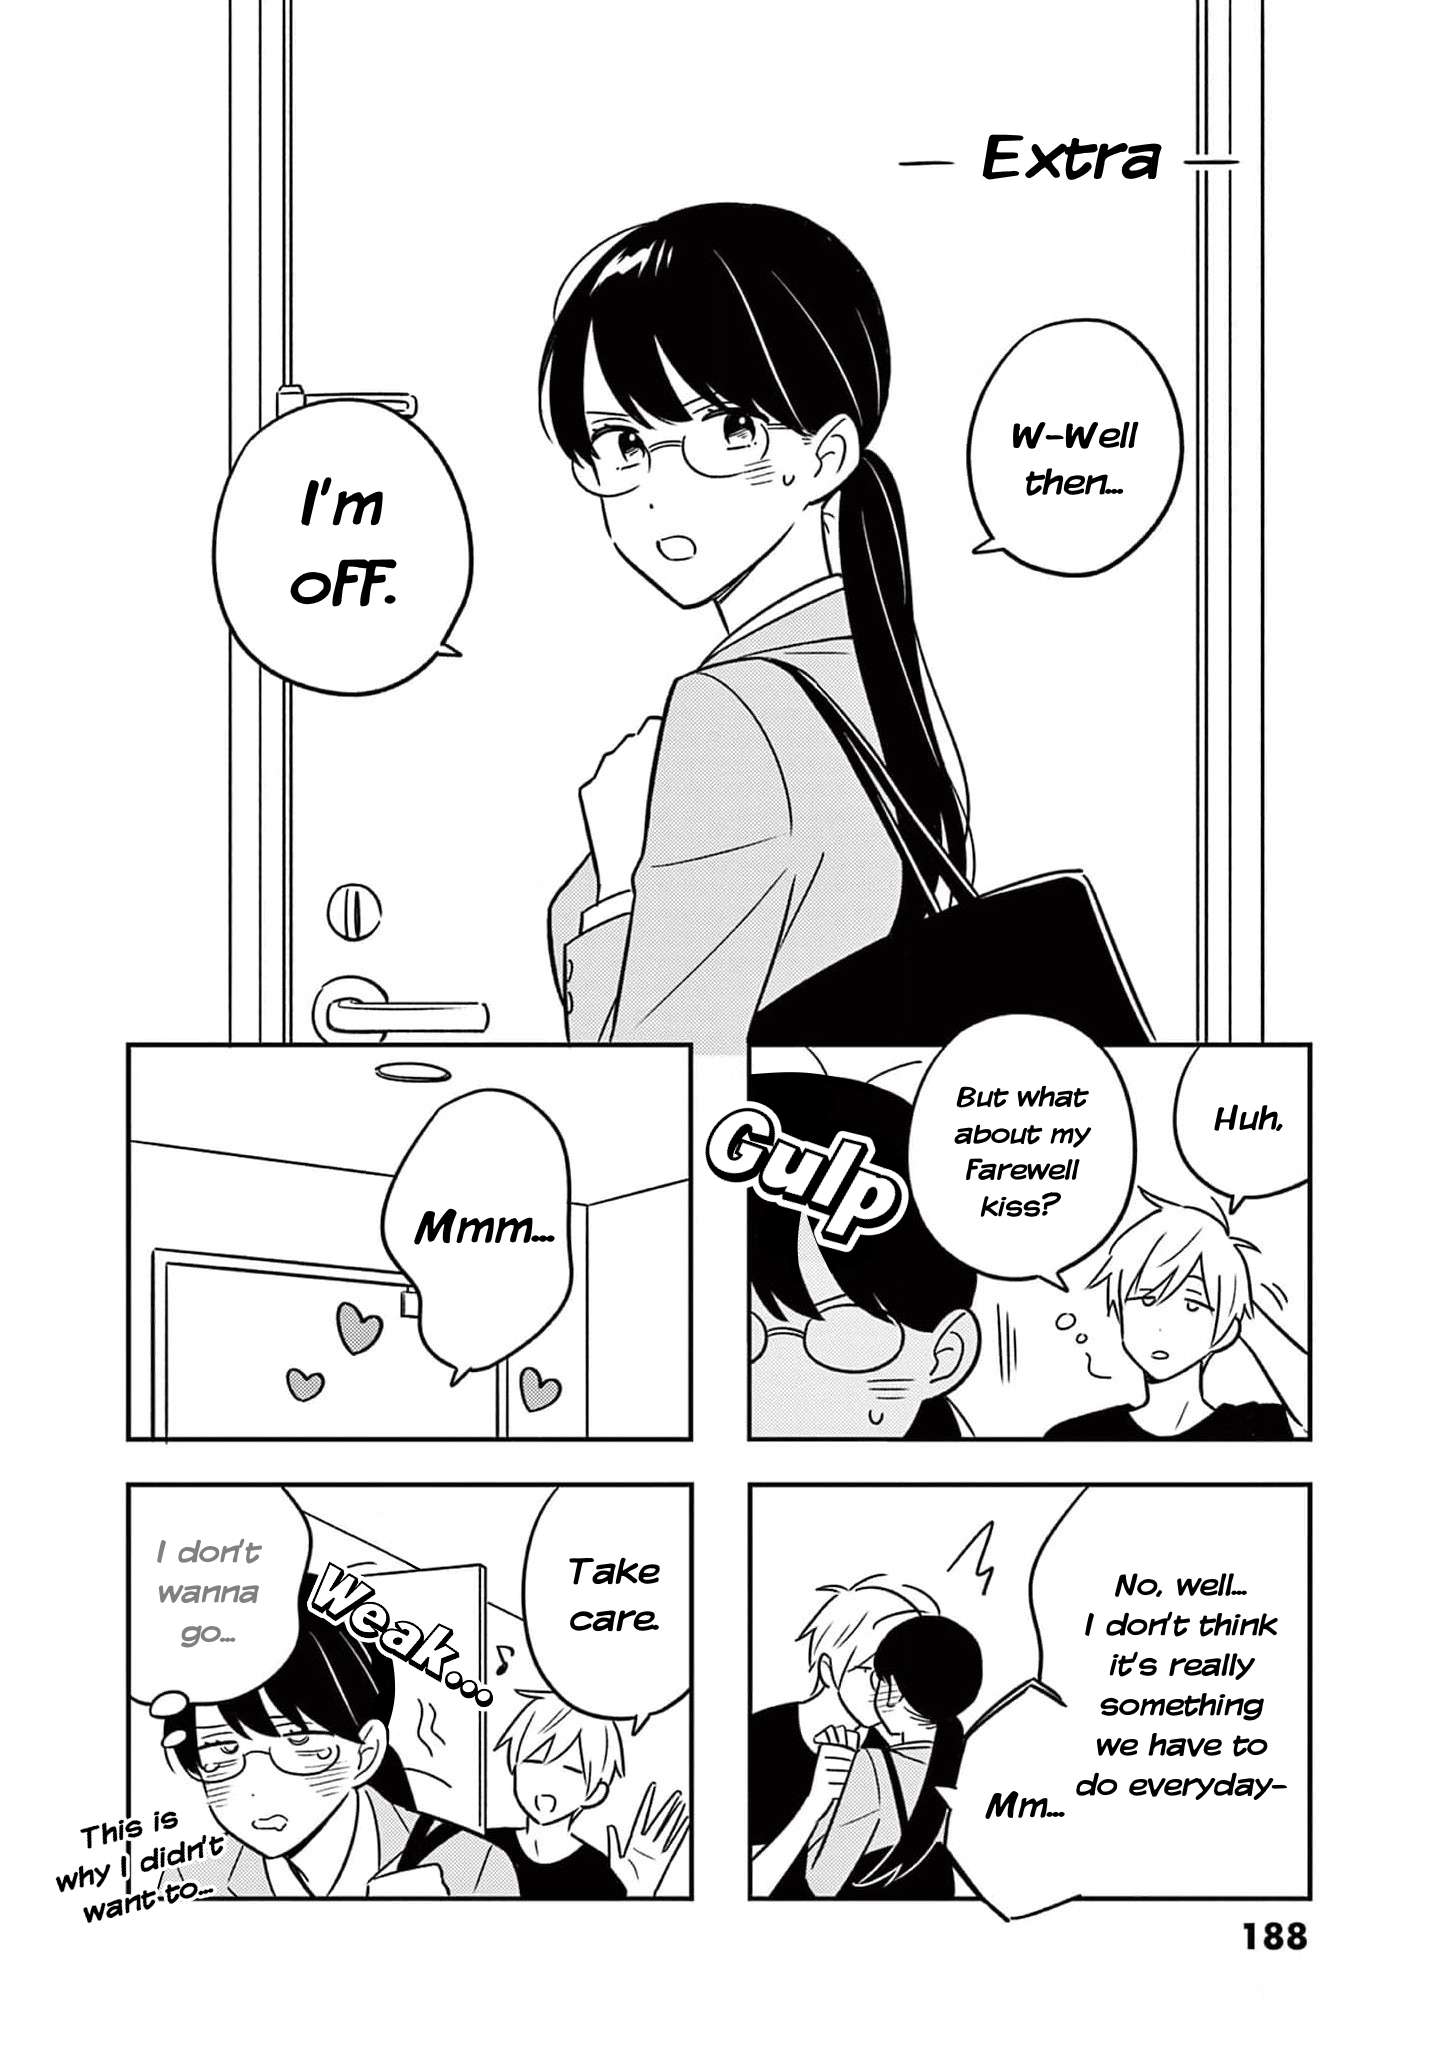 — Extra —
W-Well
then...
I'm
oFF.
Huh,
But what
about my
Farewell
kiss?
Gulp
Mmm...
No, well...
I don't think
it's really
something
we have to
do everyday-
Mm...
Take
care.
Weak...
I don't
wanna
go...
This is
why I didn't
want to...
188